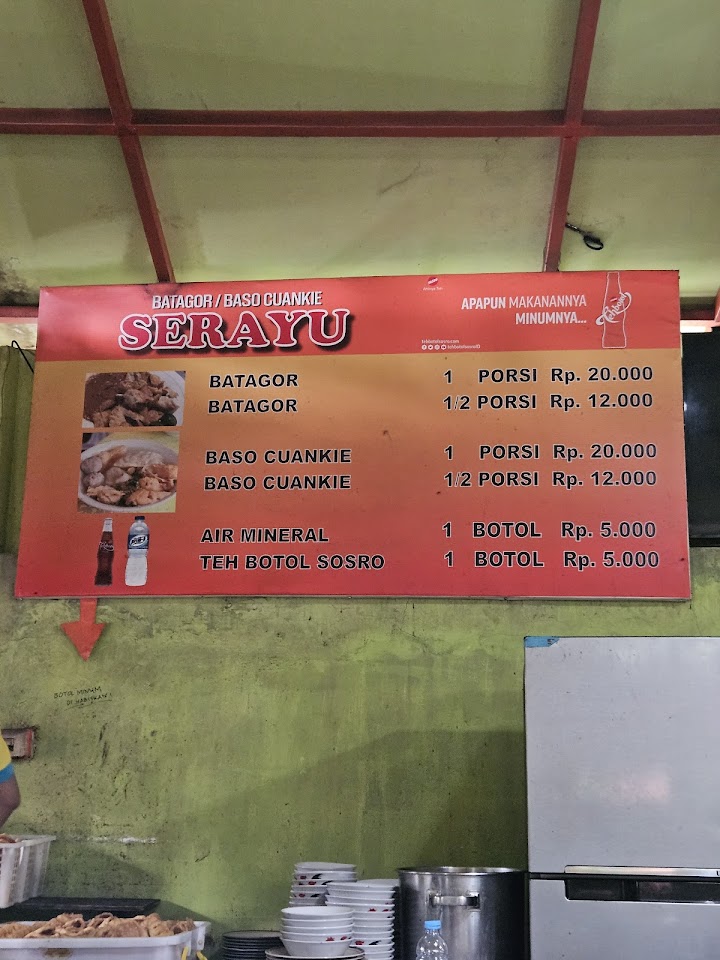 BATAGOR / BASO CUANKIE
SERAYU
APAPUN MAKANANNYA
MINUMNYA...
BATAGOR 1 PORSI Rp. 20.000
BATAGOR 1/2 PORSI Rp. 12.000
BASO CUANKIE 1 PORSI Rp. 20.000
BASO CUANKIE 1/2 PORSI Rp. 12.000
AIR MINERAL 1 BOTOL Rp. 5.000
TEH BOTOL SOSRO 1 BOTOL Rp. 5.000
BOTOL MINUM